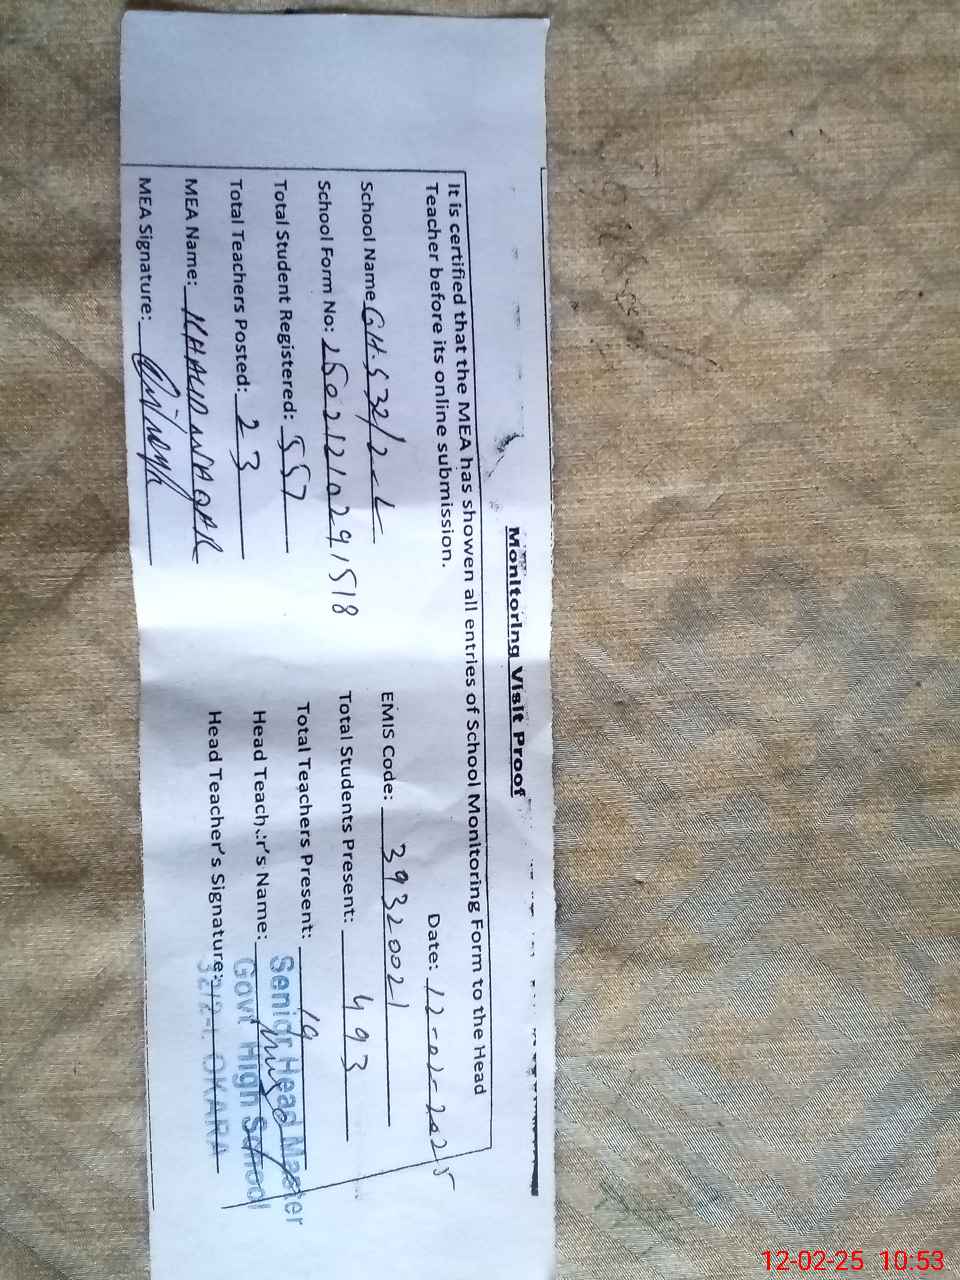 Monitoring Visit Proof
It is certified that the MEA has showen all entries of School Monitoring Form to the Head
Teacher before its online submission.
Date: 12-02-2025
School Name GHS 32/2-L
EMIS Code: 39320021
School Form No: 25021210291518
Total Students Present: 493
Total Student Registered: 557
Total Teachers Present: 19
Total Teachers Posted: 23
Head Teacher's Name:
MEA Name: KHALID WAQAR
Head Teacher's Signature:
MEA Signature:
Senior Head Master
Govt High School
32/2-L OKARA
12-02-25 10:53